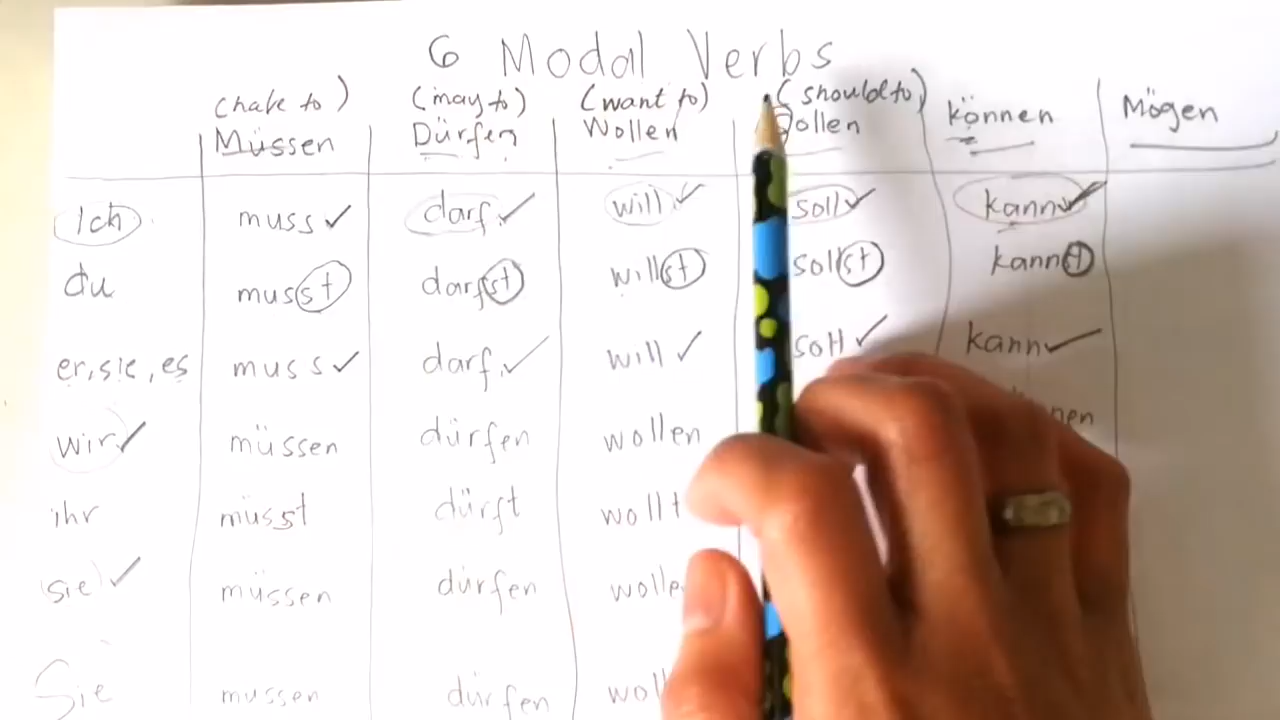 6 Modal Verbs
(have to) (may to) (want to) (should to)
Müssen Dürfen Wollen können Mögen
Ich muss darf will soll kann
du musst darfst willst sollst kannst
er, sie, es muss darf will soll kann
wir müssen dürfen wollen
ihr müsst dürft wollt
sie müssen dürfen
Sie mussen dürfen